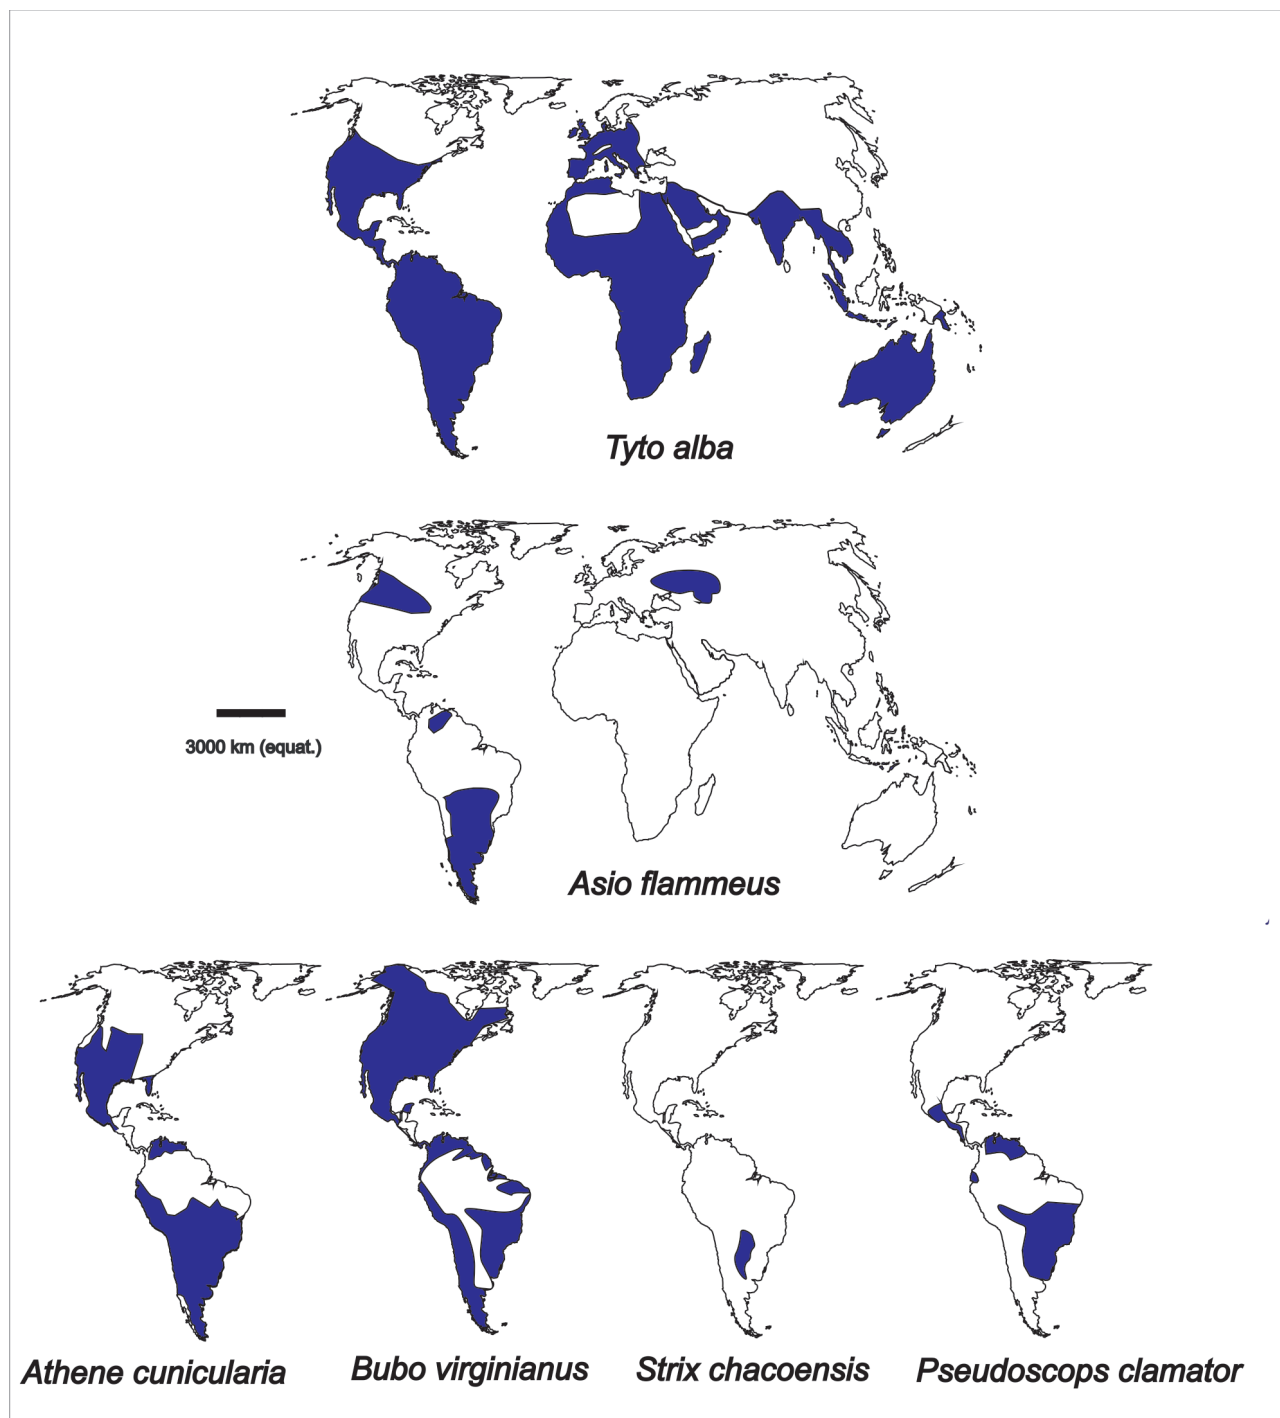 Tyto alba
3000 km (equat.)
Asio flammeus
Athene cunicularia
Bubo virginianus
Strix chacoensis
Pseudoscops clamator